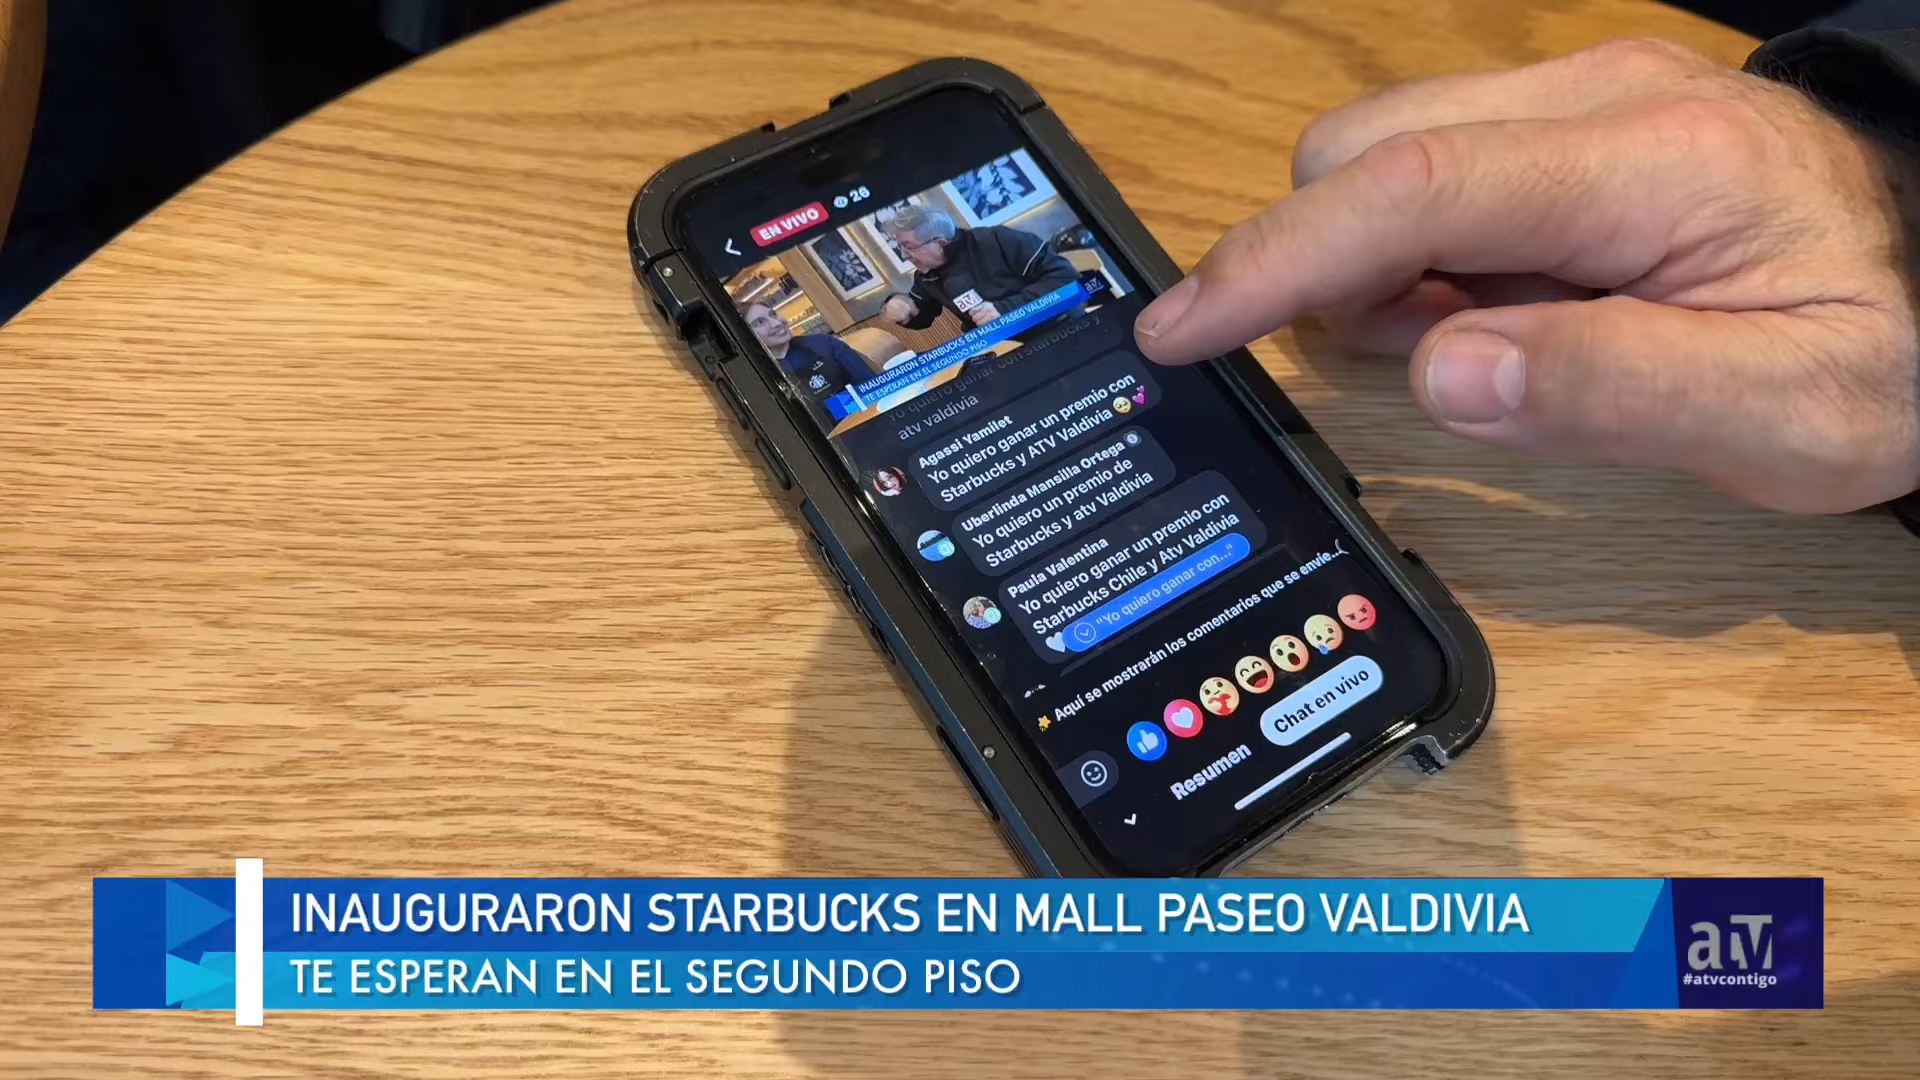 EN VIVO 26
atv
INAUGURARON STARBUCKS EN MALL PASEO VALDIVIA
TE ESPERAN EN EL SEGUNDO PISO
Yo quiero ganar con starbucks y
atv valdivia
Agassi Yamilet
Yo quiero ganar un premio con
Starbucks y ATV Valdivia 🥺💕
Uberlinda Mansilla Ortega
Yo quiero un premio de
Starbucks y atv Valdivia
Paula Valentina
Yo quiero ganar un premio con
Starbucks Chile y Atv Valdivia
🤍
"Yo quiero ganar con..."
Aquí se mostrarán los comentarios que se envíe...
Resumen
Chat en vivo
INAUGURARON STARBUCKS EN MALL PASEO VALDIVIA
TE ESPERAN EN EL SEGUNDO PISO
atv
#atvcontigo